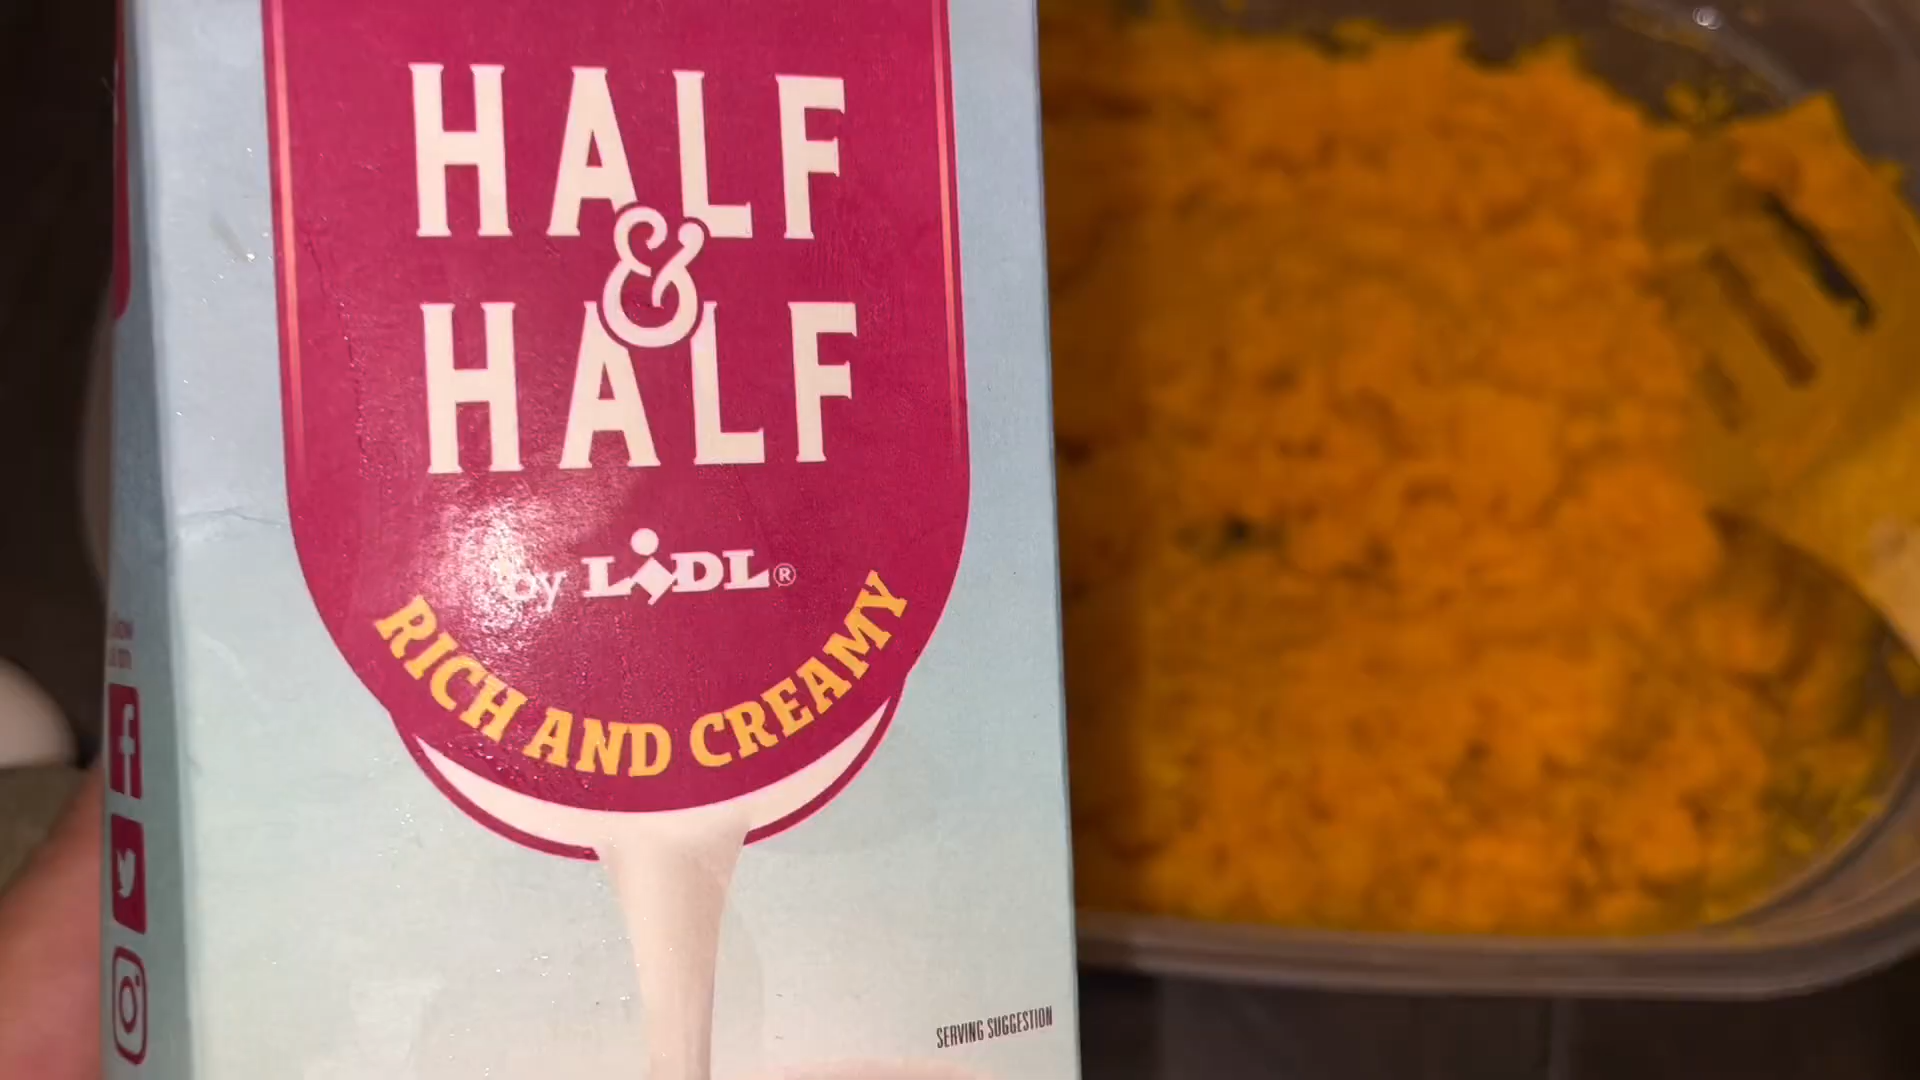 HALF
&
HALF
by LIDL®
RICH AND CREAMY
SERVING SUGGESTION